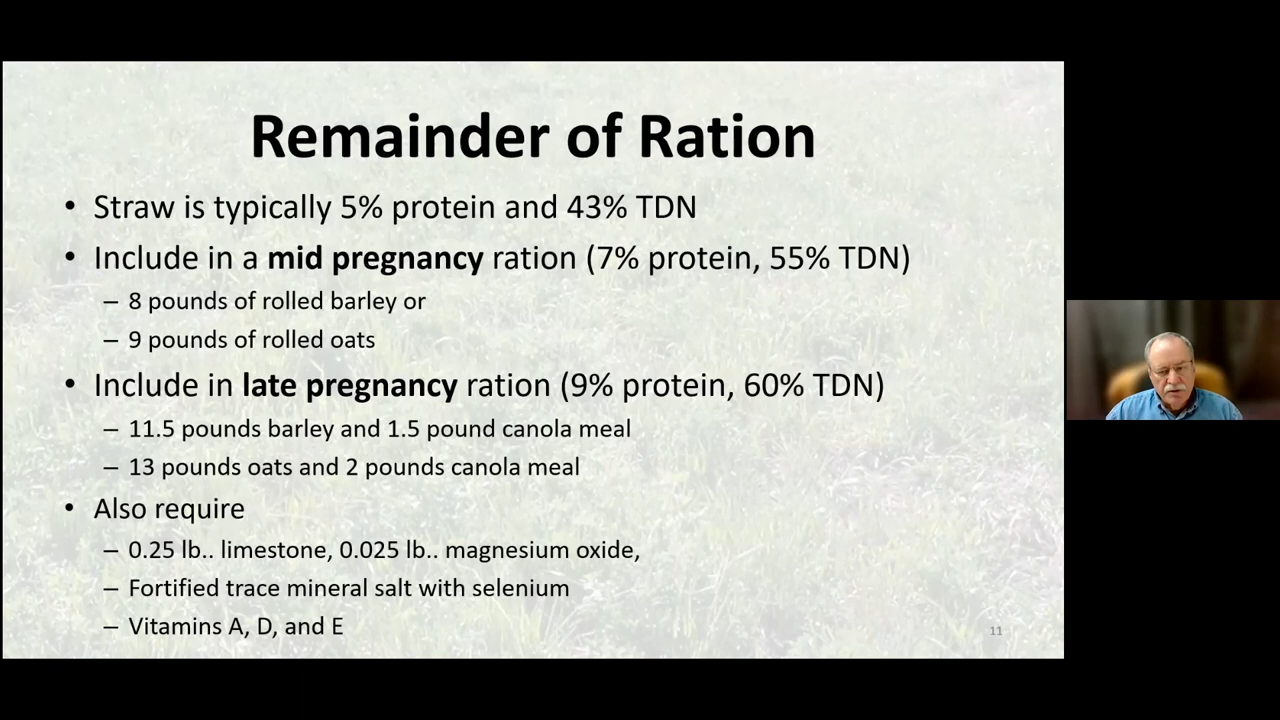 Remainder of Ration
• Straw is typically 5% protein and 43% TDN
• Include in a mid pregnancy ration (7% protein, 55% TDN)
– 8 pounds of rolled barley or
– 9 pounds of rolled oats
• Include in late pregnancy ration (9% protein, 60% TDN)
– 11.5 pounds barley and 1.5 pound canola meal
– 13 pounds oats and 2 pounds canola meal
• Also require
– 0.25 lb.. limestone, 0.025 lb.. magnesium oxide,
– Fortified trace mineral salt with selenium
– Vitamins A, D, and E
11